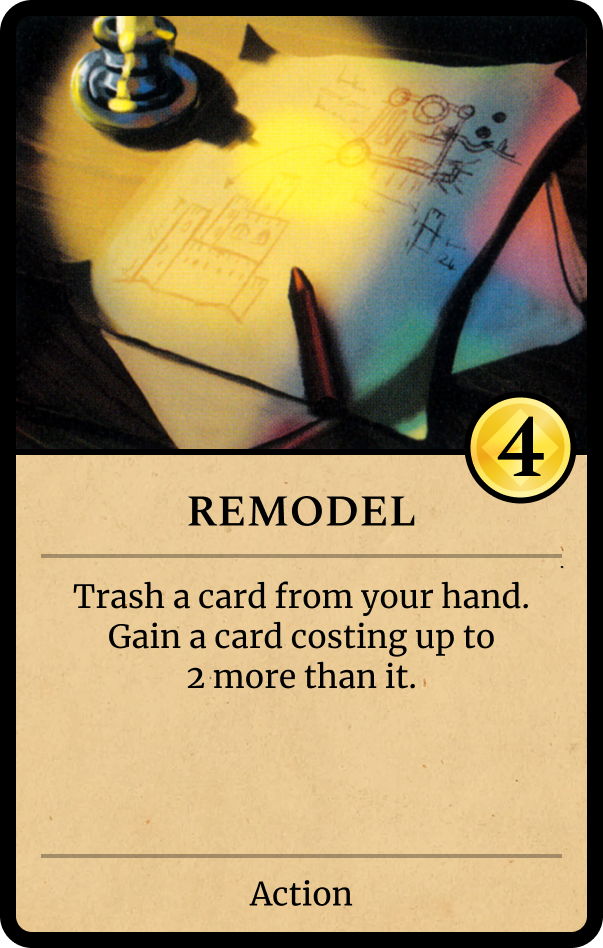 4
REMODEL
Trash a card from your hand.
Gain a card costing up to
2 more than it.
Action